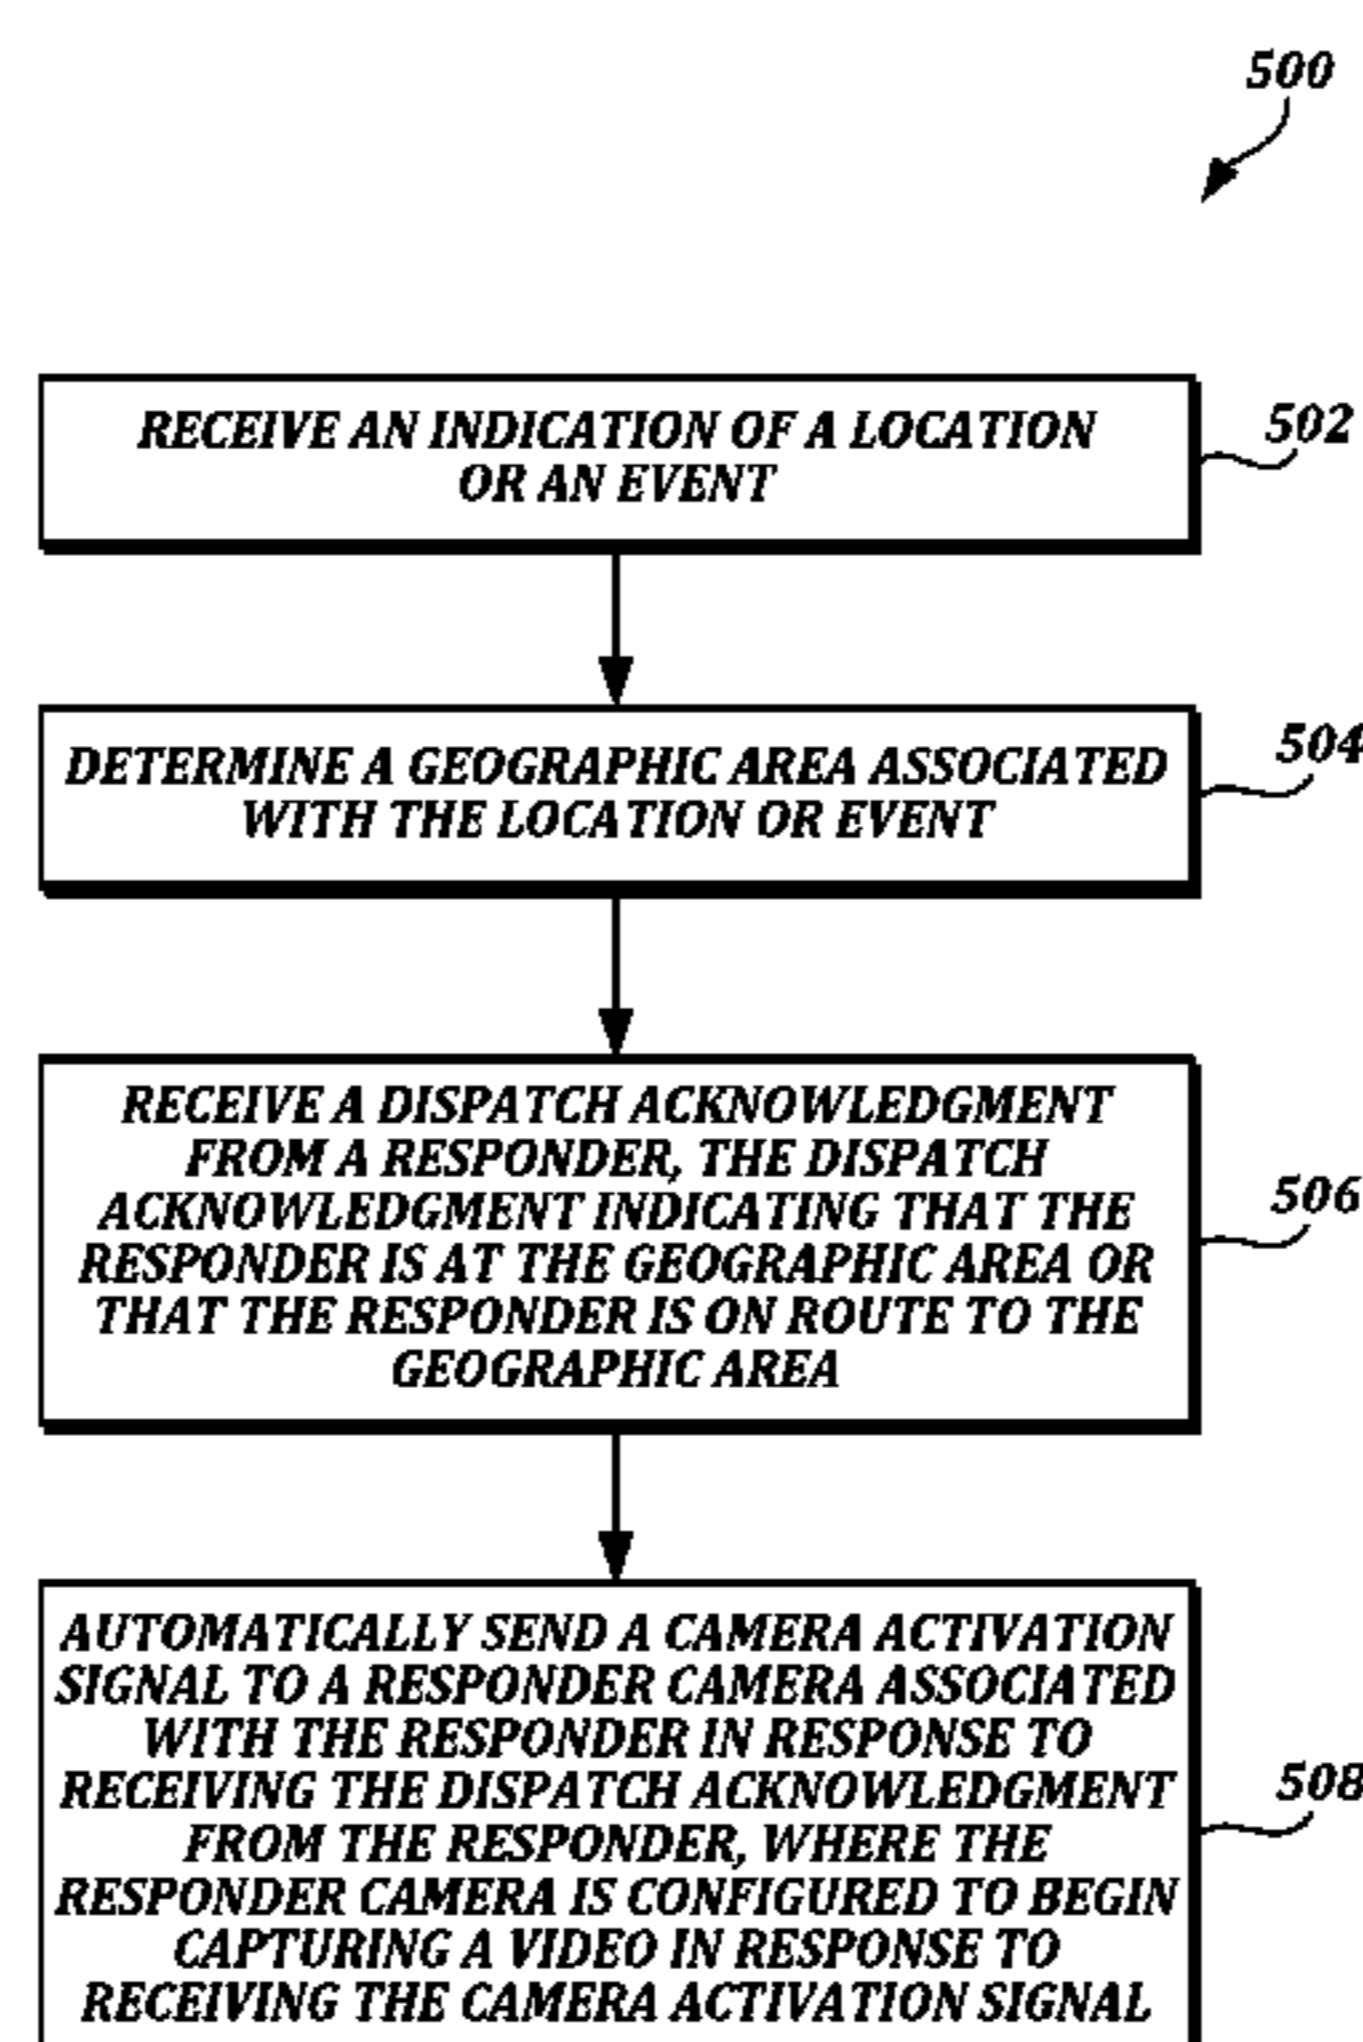 500
RECEIVE AN INDICATION OF A LOCATION
OR AN EVENT
502
DETERMINE A GEOGRAPHIC AREA ASSOCIATED
WITH THE LOCATION OR EVENT
504
RECEIVE A DISPATCH ACKNOWLEDGMENT
FROM A RESPONDER, THE DISPATCH
ACKNOWLEDGMENT INDICATING THAT THE
RESPONDER IS AT THE GEOGRAPHIC AREA OR
THAT THE RESPONDER IS ON ROUTE TO THE
GEOGRAPHIC AREA
506
AUTOMATICALLY SEND A CAMERA ACTIVATION
SIGNAL TO A RESPONDER CAMERA ASSOCIATED
WITH THE RESPONDER IN RESPONSE TO
RECEIVING THE DISPATCH ACKNOWLEDGMENT
FROM THE RESPONDER, WHERE THE
RESPONDER CAMERA IS CONFIGURED TO BEGIN
CAPTURING A VIDEO IN RESPONSE TO
RECEIVING THE CAMERA ACTIVATION SIGNAL
508